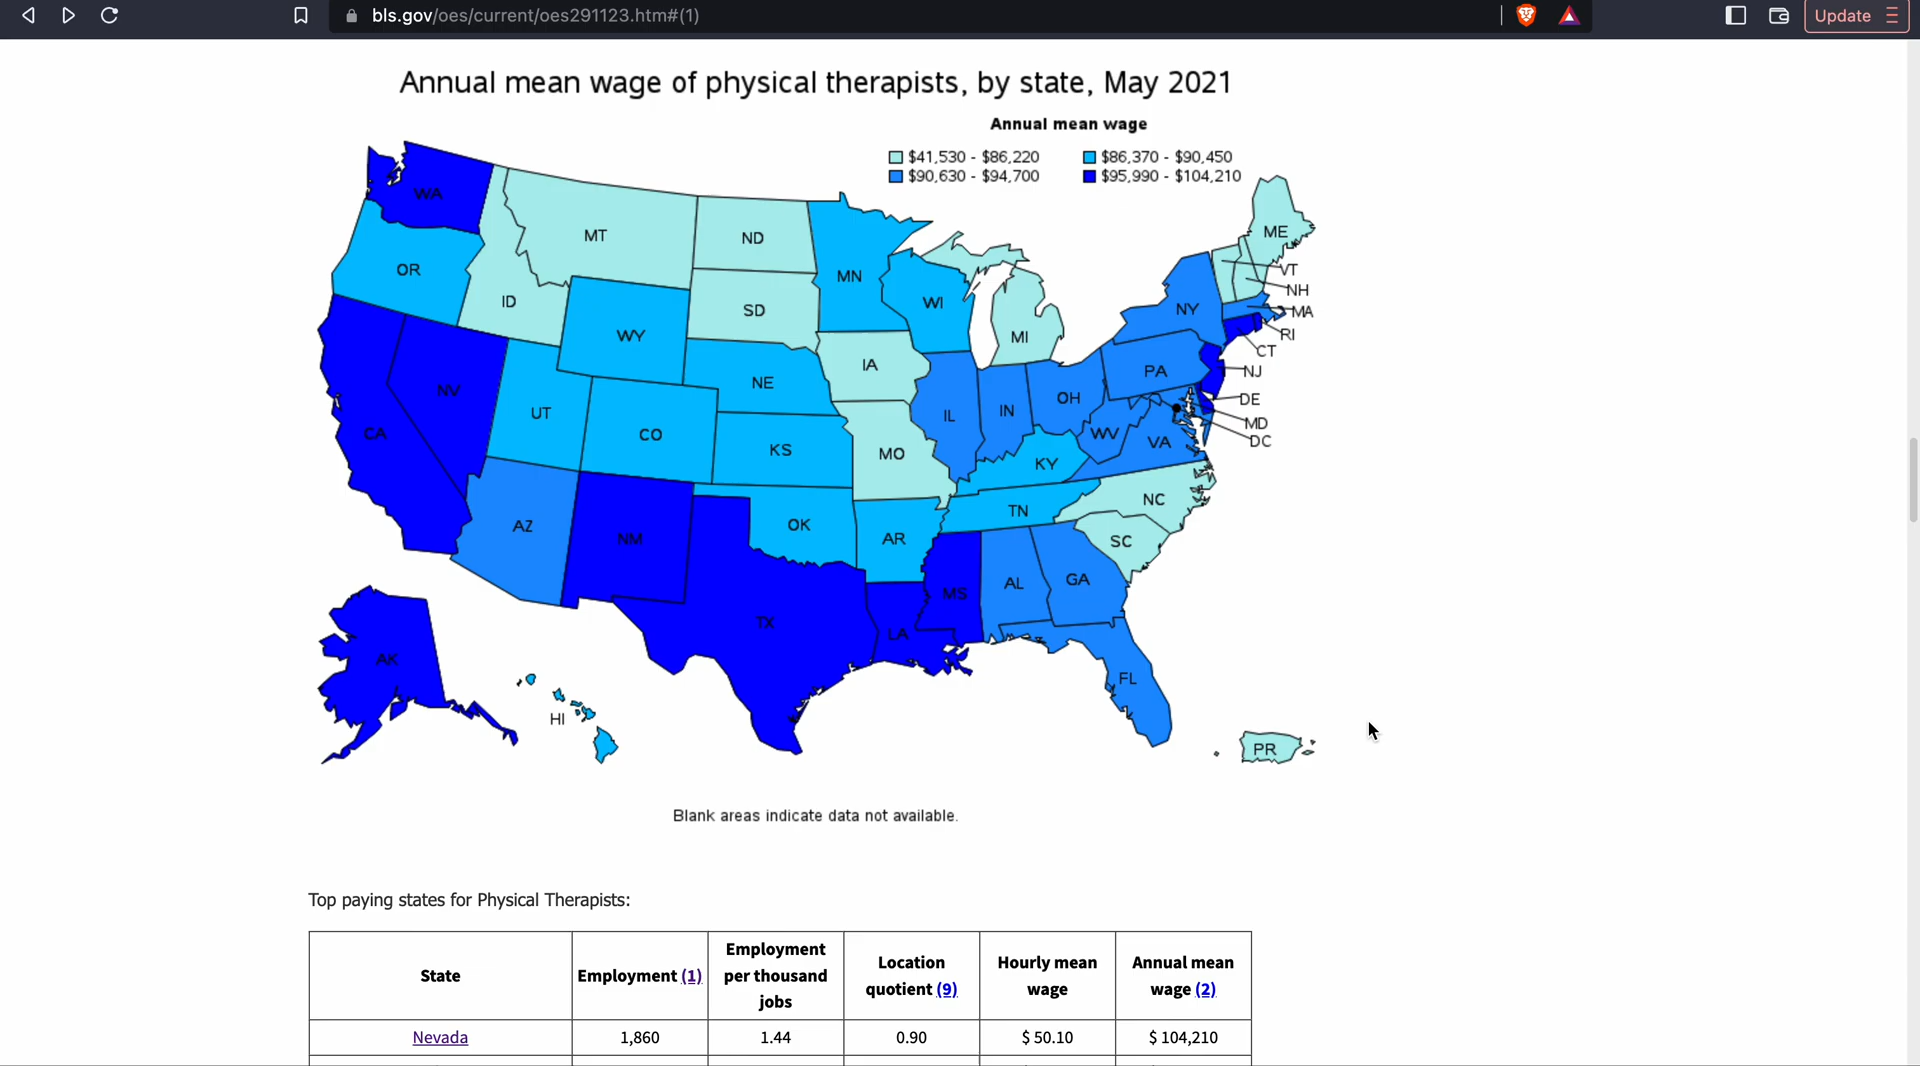 bls.gov/oes/current/oes291123.htm#(1)
Update
Annual mean wage of physical therapists, by state, May 2021
Annual mean wage
$41,530 - $86,220
$86,370 - $90,450
$90,630 - $94,700
$95,990 - $104,210
WA
MT
ND
MN
ME
VT
NH
OR
ID
SD
WI
MI
NY
MA
RI
CT
WY
IA
PA
NJ
NV
NE
IL
IN
OH
DE
CA
UT
CO
KS
MO
KY
WV
VA
MD
DC
AZ
NM
OK
AR
TN
NC
SC
TX
LA
MS
AL
GA
AK
HI
FL
PR
Blank areas indicate data not available.
Top paying states for Physical Therapists:
State
Employment (1)
Employment per thousand jobs
Location quotient (9)
Hourly mean wage
Annual mean wage (2)
Nevada
1,860
1.44
0.90
$ 50.10
$ 104,210